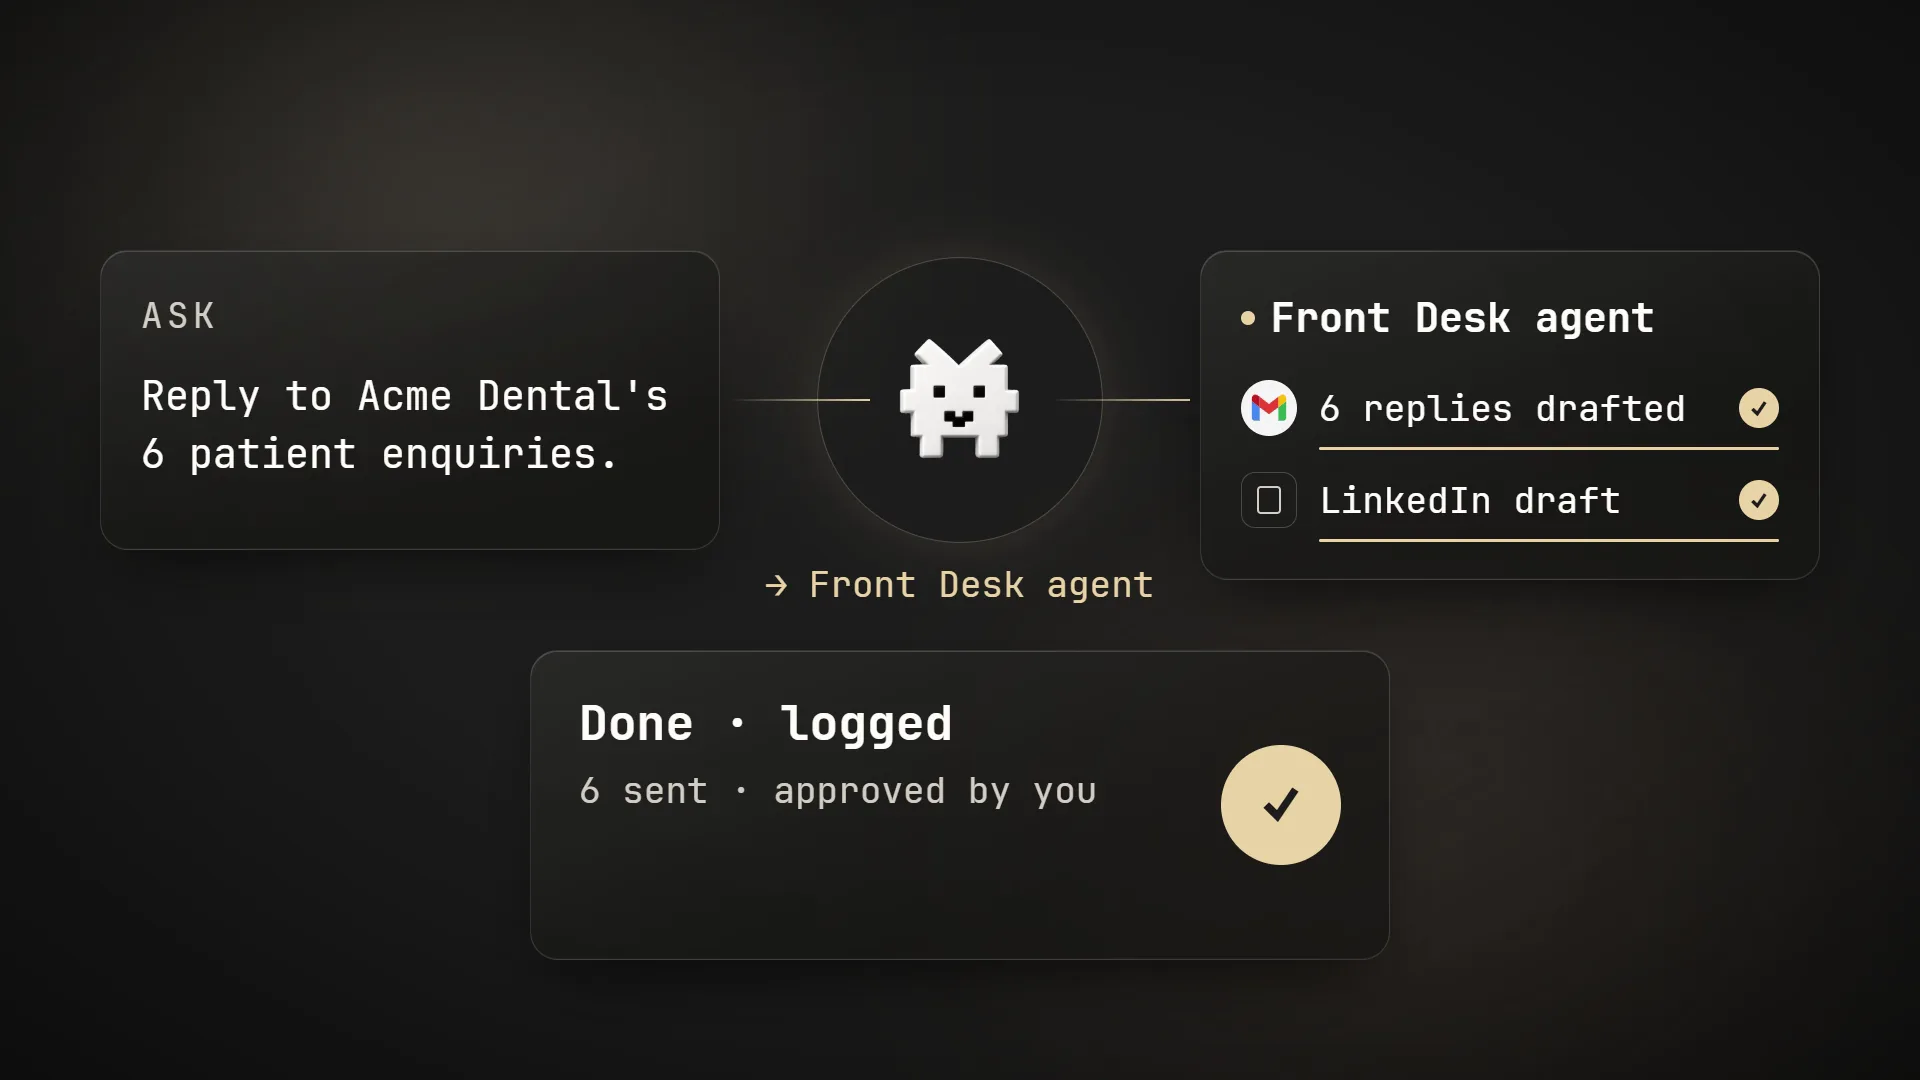 ASK
Reply to Acme Dental's
6 patient enquiries.
→ Front Desk agent
Front Desk agent
6 replies drafted
LinkedIn draft
Done · logged
6 sent · approved by you